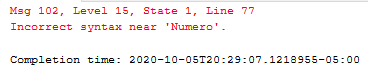 Msg 102, Level 15, State 1, Line 77
Incorrect syntax near 'Numero'.
Completion time: 2020-10-05T20:29:07.1218955-05:00